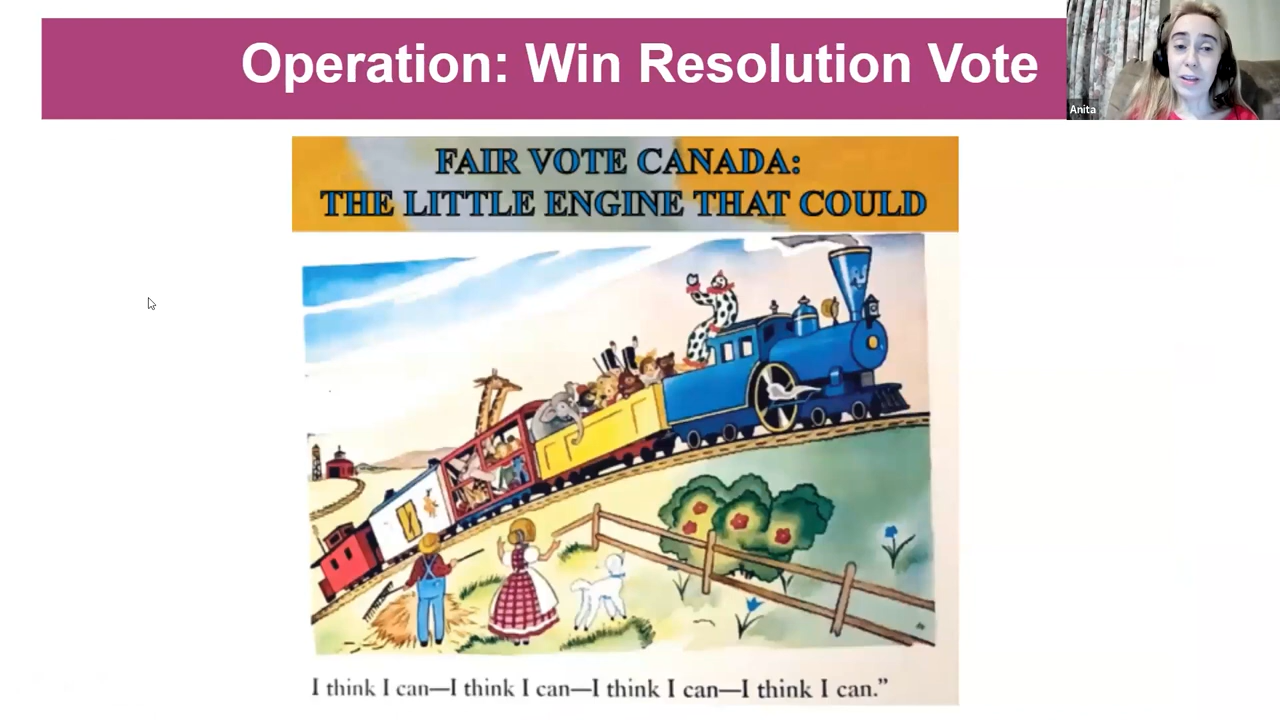 Operation: Win Resolution Vote
Anita
FAIR VOTE CANADA:
THE LITTLE ENGINE THAT COULD
I think I can—I think I can—I think I can—I think I can.”